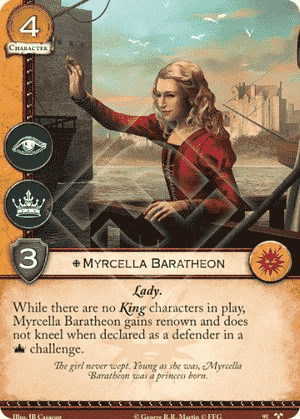 4
CHARACTER
3
MYRCELLA BARATHEON
Lady.
While there are no King characters in play,
Myrcella Baratheon gains renown and does
not kneel when declared as a defender in a
challenge.
The girl never wept. Young as she was, Myrcella
Baratheon was a princess born.
Illus. JB Casacop
© George R.R. Martin © FFG
95